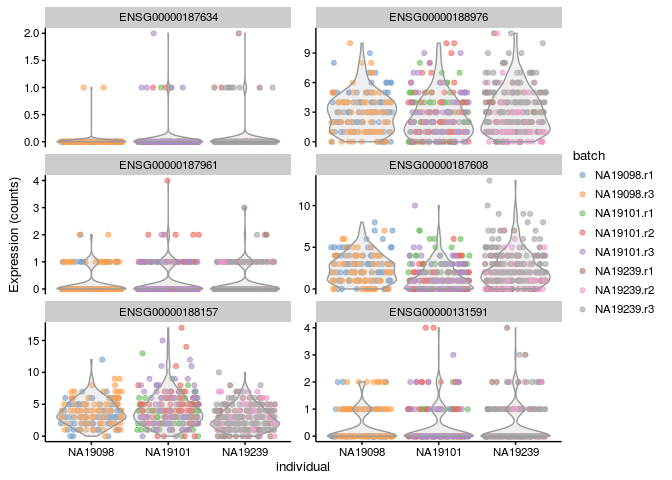 ENSG00000187634
ENSG00000188976
2.0
1.5
1.0
0.5
0.0
9
6
3
0
ENSG00000187961
ENSG00000187608
4
3
2
1
0
10
5
0
ENSG00000188157
ENSG00000131591
15
10
5
0
4
3
2
1
0
NA19098
NA19101
NA19239
NA19098
NA19101
NA19239
individual
Expression (counts)
batch
NA19098.r1
NA19098.r3
NA19101.r1
NA19101.r2
NA19101.r3
NA19239.r1
NA19239.r2
NA19239.r3